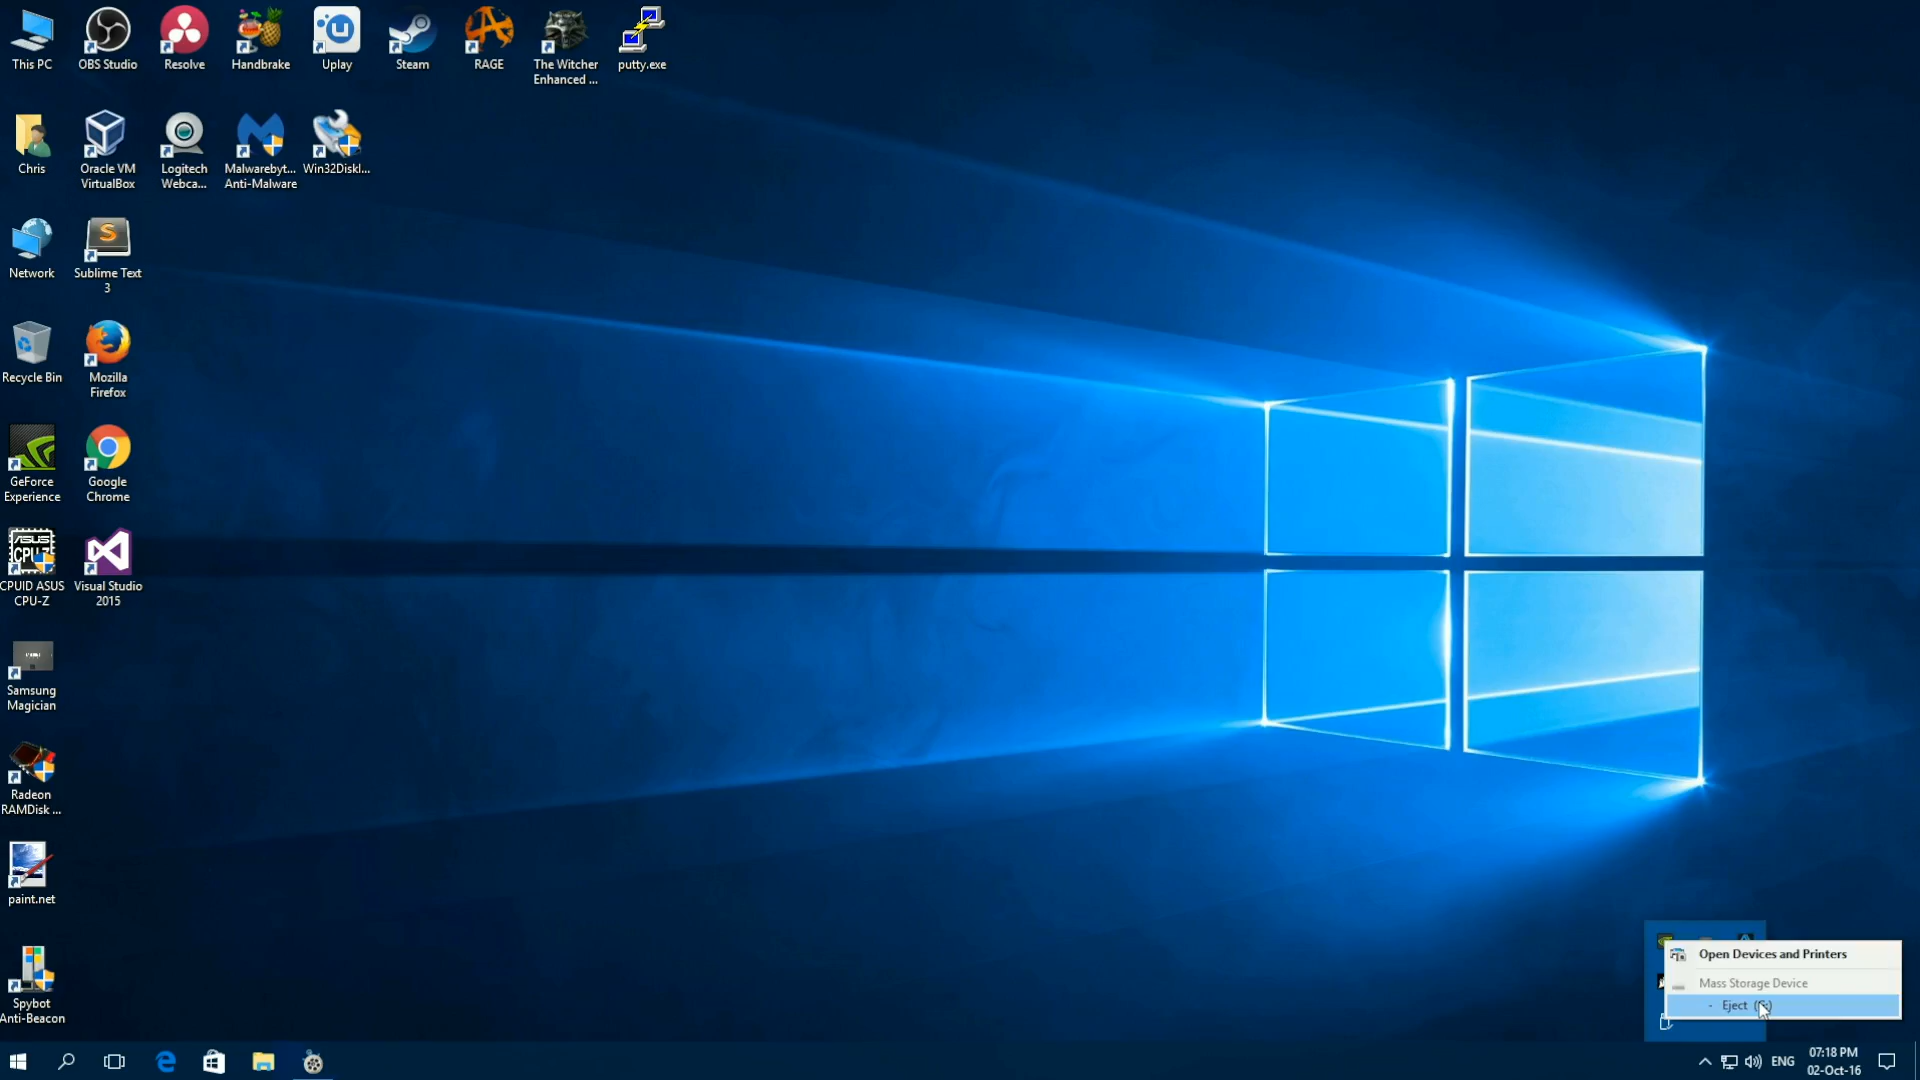 This PC
OBS Studio
Resolve
Handbrake
Uplay
Steam
RAGE
The Witcher
Enhanced ...
putty.exe
Chris
Oracle VM
VirtualBox
Logitech
Webca...
Malwarebyt...
Anti-Malware
Win32DiskI...
Network
Sublime Text
3
Recycle Bin
Mozilla
Firefox
GeForce
Experience
Google
Chrome
ASUS
CPU-Z
CPUID ASUS
CPU-Z
Visual Studio
2015
Samsung
Magician
Radeon
RAMDisk ...
paint.net
Spybot
Anti-Beacon
Open Devices and Printers
Mass Storage Device
- Eject
ENG
07:18 PM
02-Oct-16